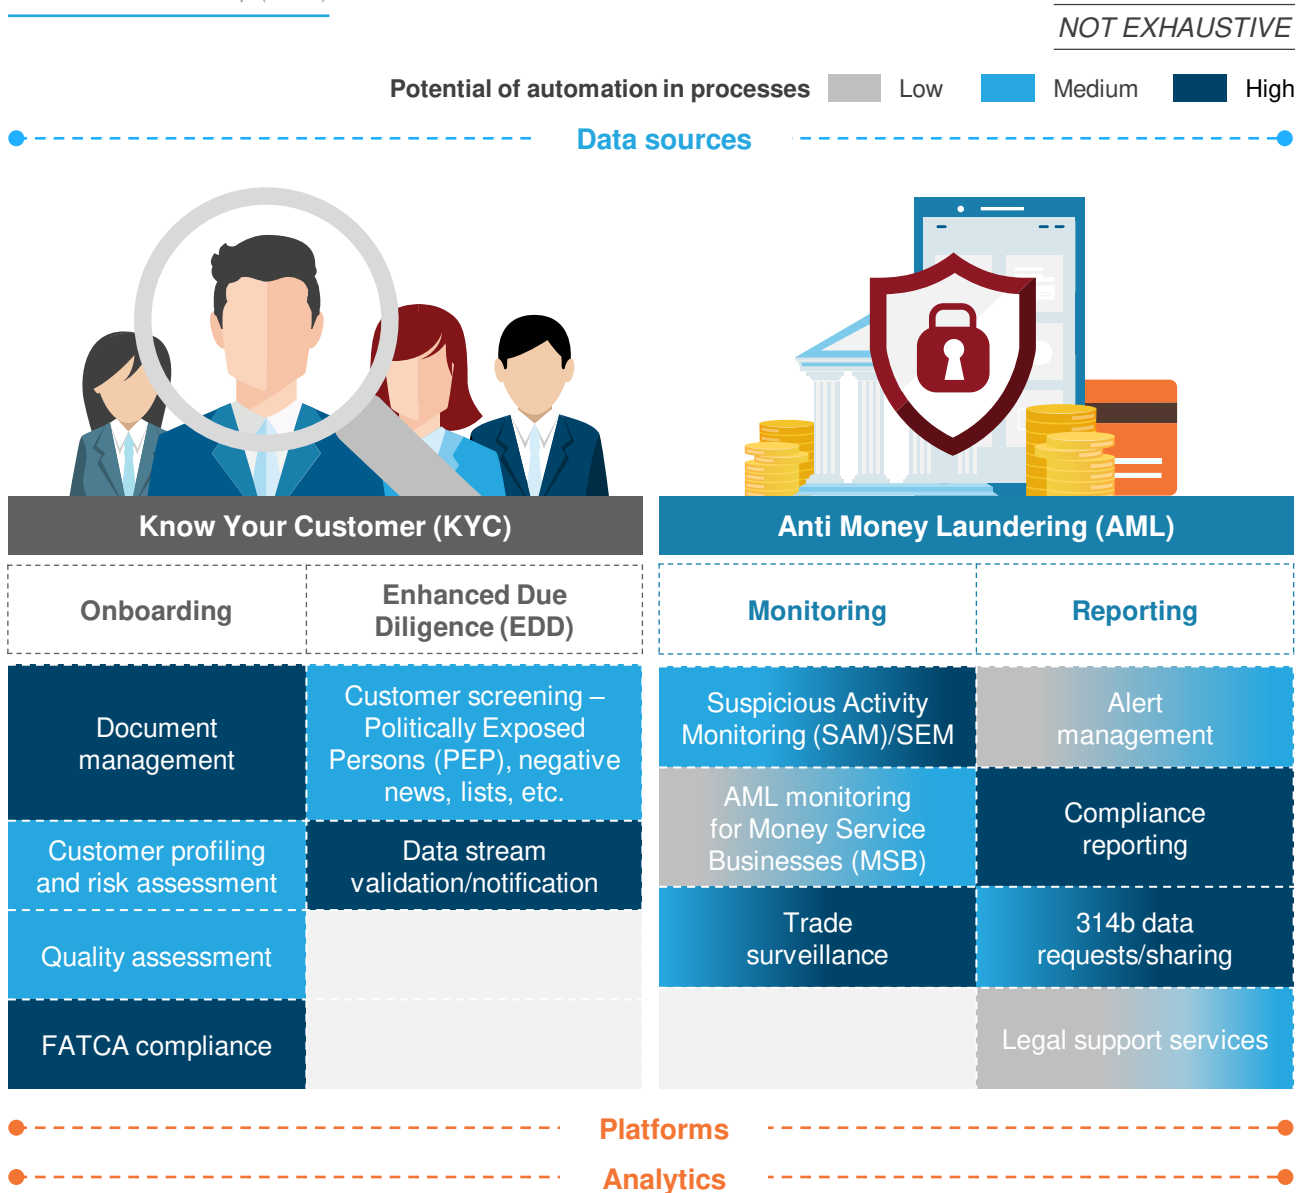 NOT EXHAUSTIVE
Potential of automation in processes
Low
Medium
High
Data sources
Know Your Customer (KYC)
Anti Money Laundering (AML)
Onboarding
Enhanced Due
Diligence (EDD)
Monitoring
Reporting
Document
management
Customer screening –
Politically Exposed
Persons (PEP), negative
news, lists, etc.
Suspicious Activity
Monitoring (SAM)/SEM
Alert
management
Customer profiling
and risk assessment
Data stream
validation/notification
AML monitoring
for Money Service
Businesses (MSB)
Compliance
reporting
Quality assessment
Trade
surveillance
314b data
requests/sharing
FATCA compliance
Legal support services
Platforms
Analytics